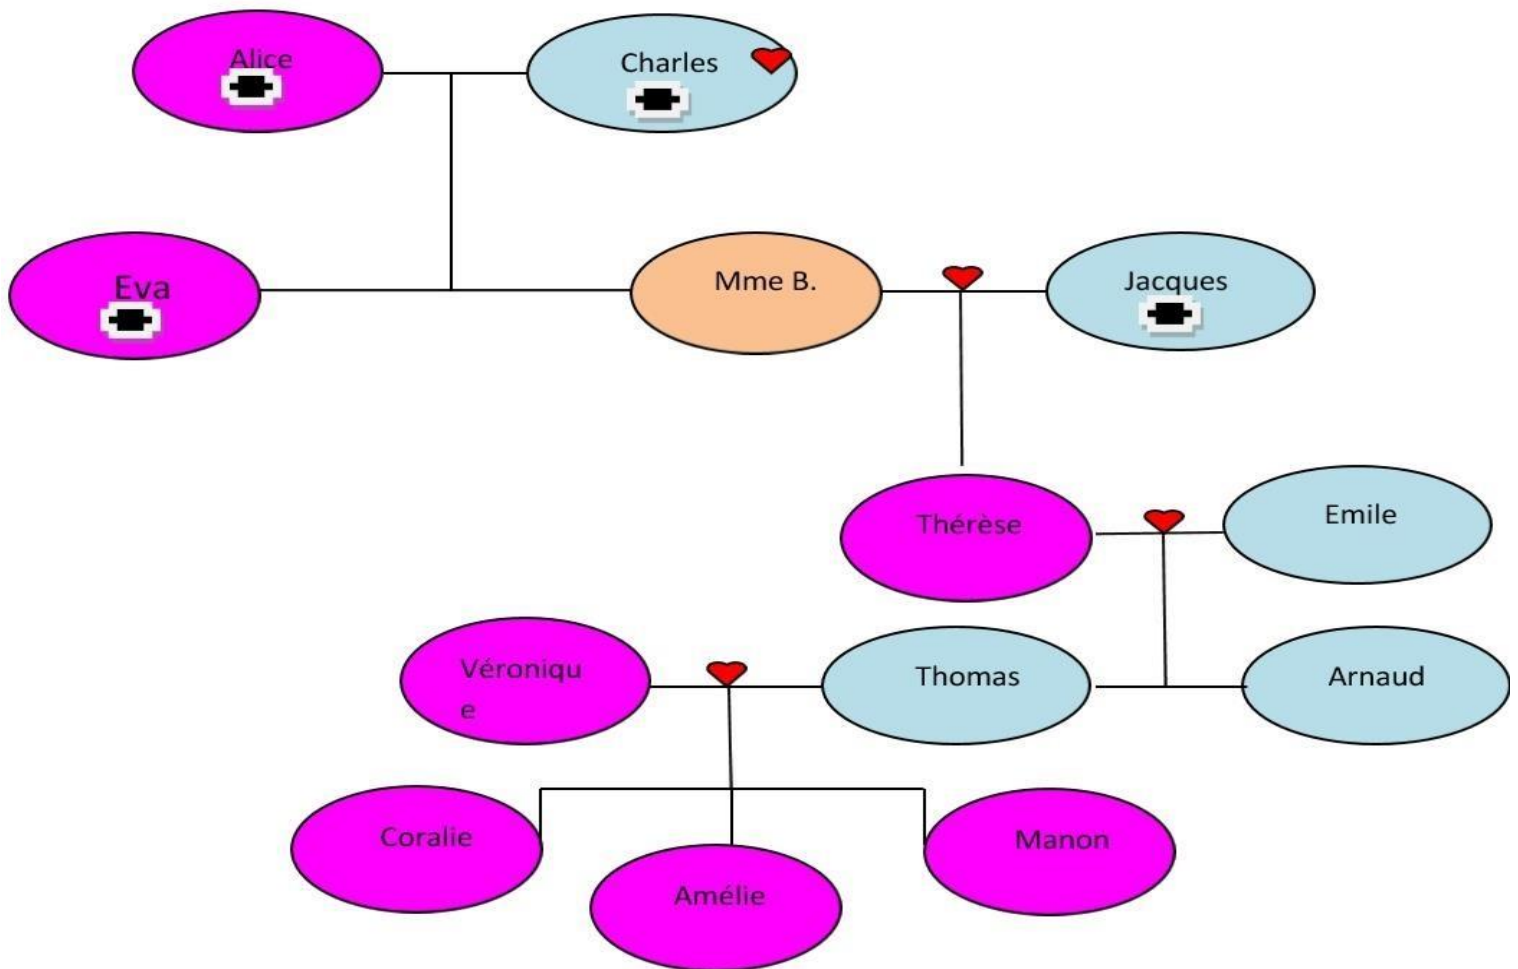 Alice
Charles
Eva
Mme B.
Jacques
Thérèse
Emile
Véroniqu
e
Thomas
Arnaud
Coralie
Amélie
Manon